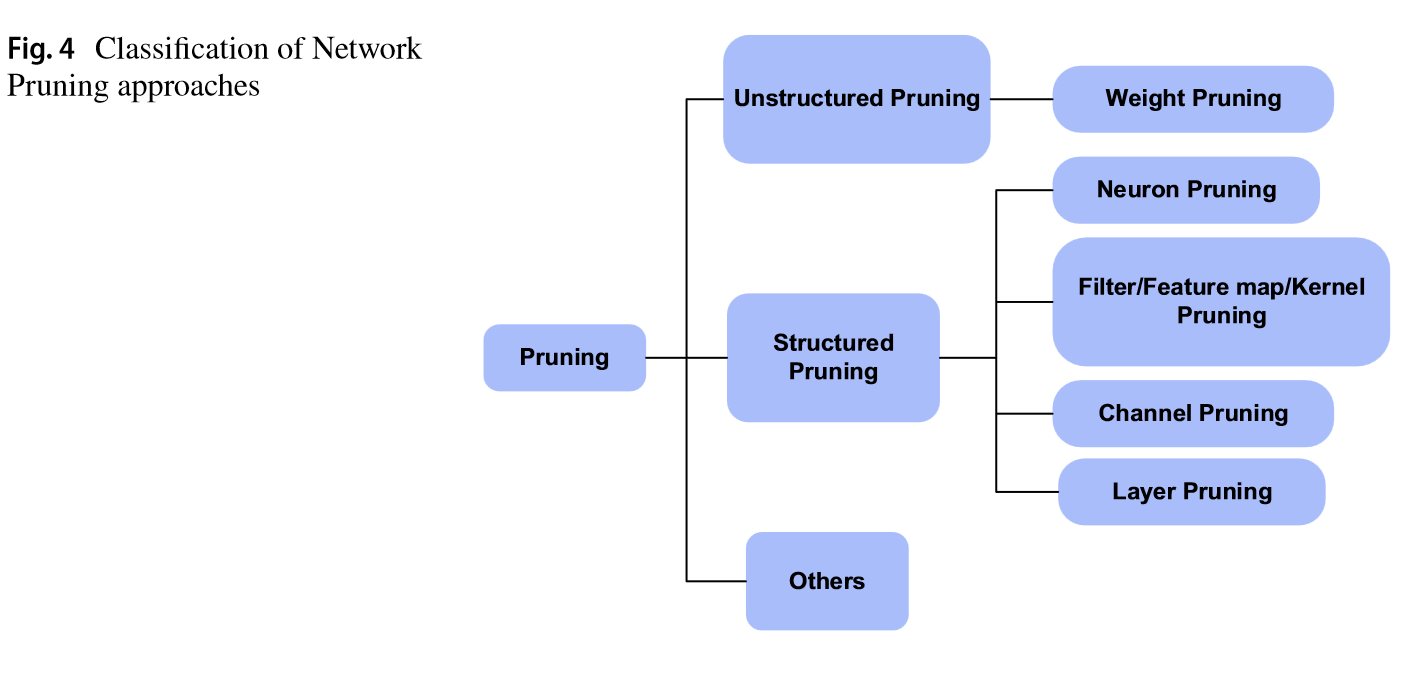 Fig. 4 Classification of Network
Pruning approaches
Unstructured Pruning
Weight Pruning
Neuron Pruning
Filter/Feature map/Kernel
Pruning
Structured
Pruning
Pruning
Channel Pruning
Layer Pruning
Others